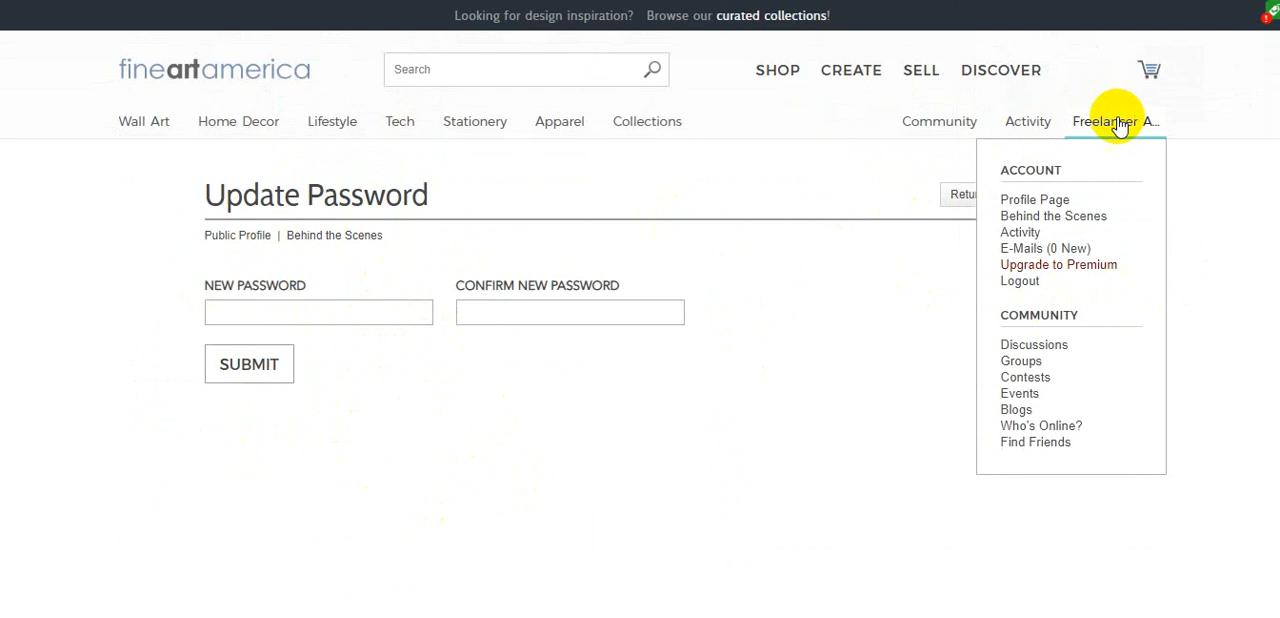 Looking for design inspiration? Browse our curated collections!
fineartamerica
Search
SHOP CREATE SELL DISCOVER
Wall Art Home Decor Lifestyle Tech Stationery Apparel Collections Community Activity Freelancer A...
Update Password
Public Profile | Behind the Scenes
NEW PASSWORD CONFIRM NEW PASSWORD
SUBMIT
ACCOUNT
Profile Page
Behind the Scenes
Activity
E-Mails (0 New)
Upgrade to Premium
Logout
COMMUNITY
Discussions
Groups
Contests
Events
Blogs
Who's Online?
Find Friends